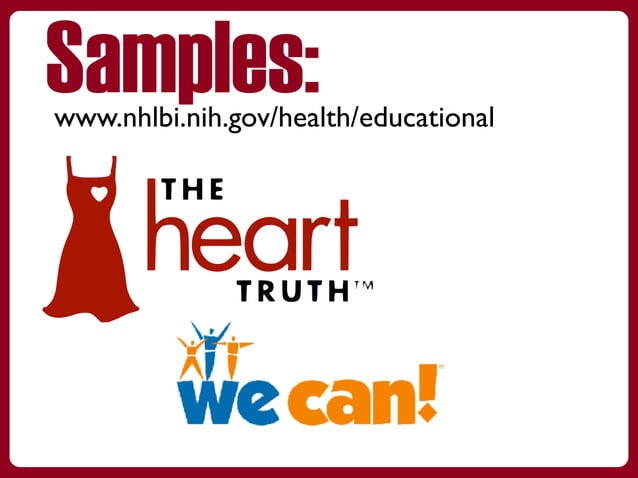 Samples:
www.nhlbi.nih.gov/health/educational
THE
heart
TRUTH™
we can!